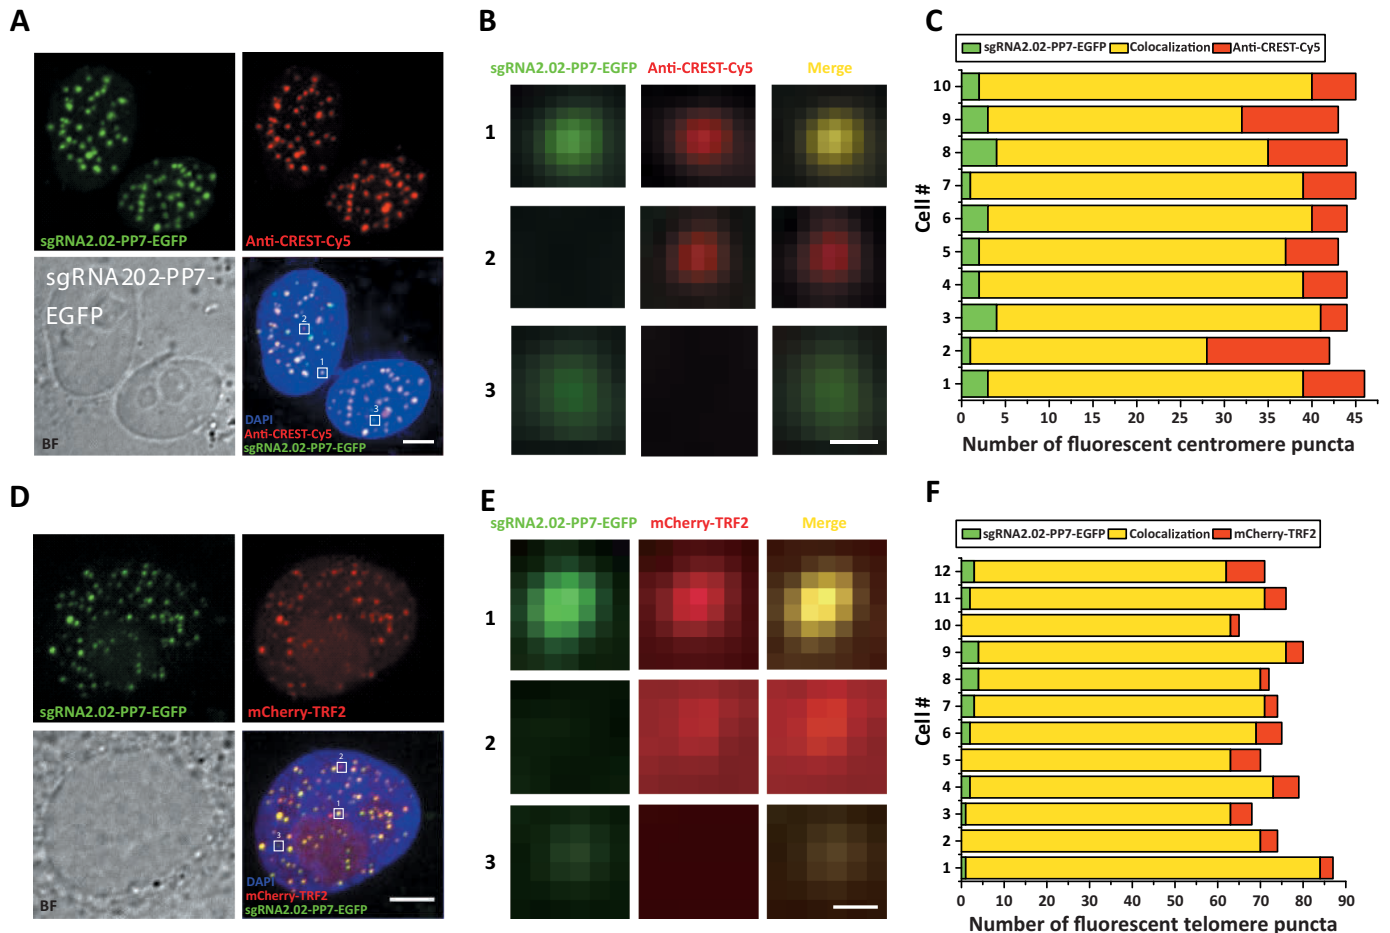 A
sgRNA2.02-PP7-EGFP
Anti-CREST-Cy5
sgRNA202-PP7-
EGFP
BF
2
1
3
DAPI
Anti-CREST-Cy5
sgRNA2.02-PP7-EGFP
B
sgRNA2.02-PP7-EGFP Anti-CREST-Cy5 Merge
1
2
3
C
sgRNA2.02-PP7-EGFP Colocalization Anti-CREST-Cy5
Cell #
10
9
8
7
6
5
4
3
2
1
0 5 10 15 20 25 30 35 40 45
Number of fluorescent centromere puncta
D
sgRNA2.02-PP7-EGFP
mCherry-TRF2
BF
2
1
3
DAPI
mCherry-TRF2
sgRNA2.02-PP7-EGFP
E
sgRNA2.02-PP7-EGFP mCherry-TRF2 Merge
1
2
3
F
sgRNA2.02-PP7-EGFP Colocalization mCherry-TRF2
Cell #
12
11
10
9
8
7
6
5
4
3
2
1
0 10 20 30 40 50 60 70 80 90
Number of fluorescent telomere puncta